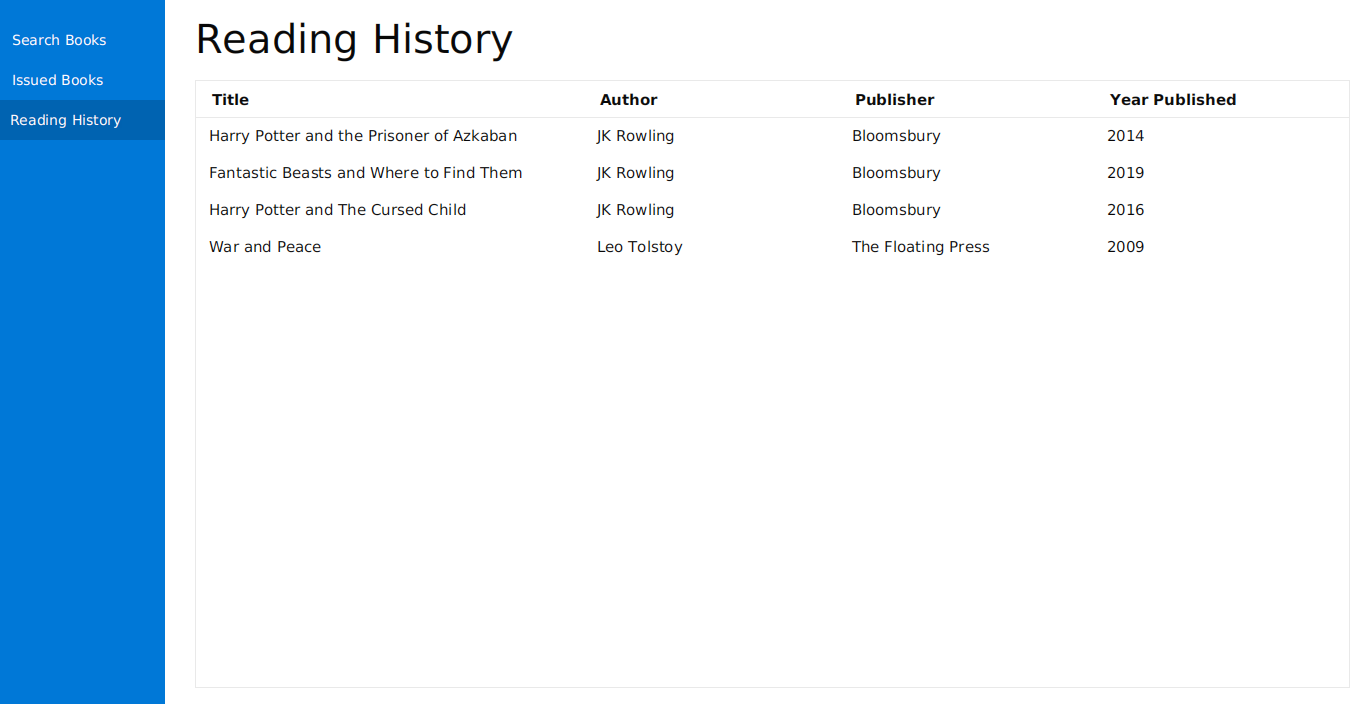 Search Books
Issued Books
Reading History
Reading History
Title Author Publisher Year Published
Harry Potter and the Prisoner of Azkaban JK Rowling Bloomsbury 2014
Fantastic Beasts and Where to Find Them JK Rowling Bloomsbury 2019
Harry Potter and The Cursed Child JK Rowling Bloomsbury 2016
War and Peace Leo Tolstoy The Floating Press 2009